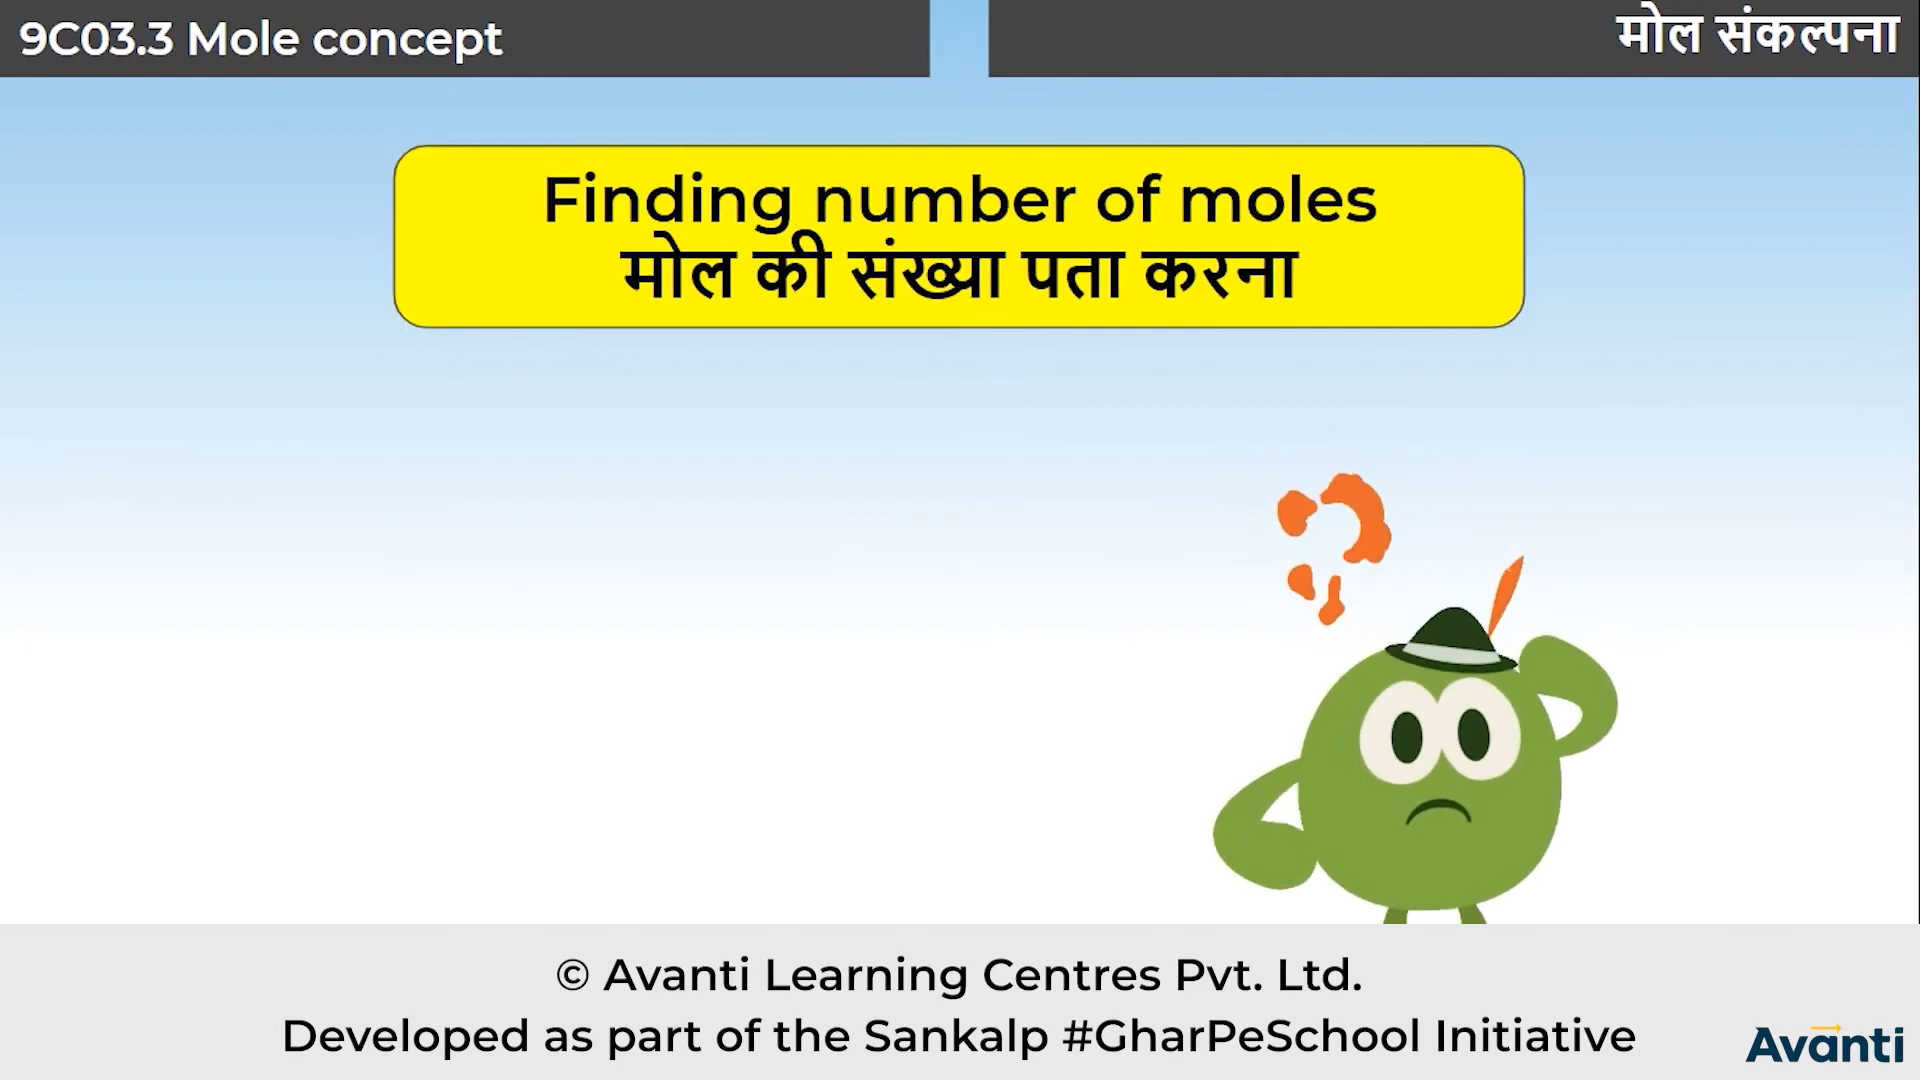 9C03.3 Mole concept
मोल संकल्पना
Finding number of moles
मोल की संख्या पता करना
© Avanti Learning Centres Pvt. Ltd.
Developed as part of the Sankalp #GharPeSchool Initiative
Avanti